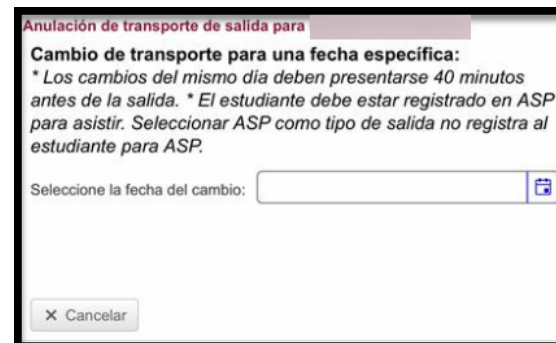 Anulación de transporte de salida para
Cambio de transporte para una fecha específica:
* Los cambios del mismo día deben presentarse 40 minutos
antes de la salida. * El estudiante debe estar registrado en ASP
para asistir. Seleccionar ASP como tipo de salida no registra al
estudiante para ASP.
Seleccione la fecha del cambio:
× Cancelar